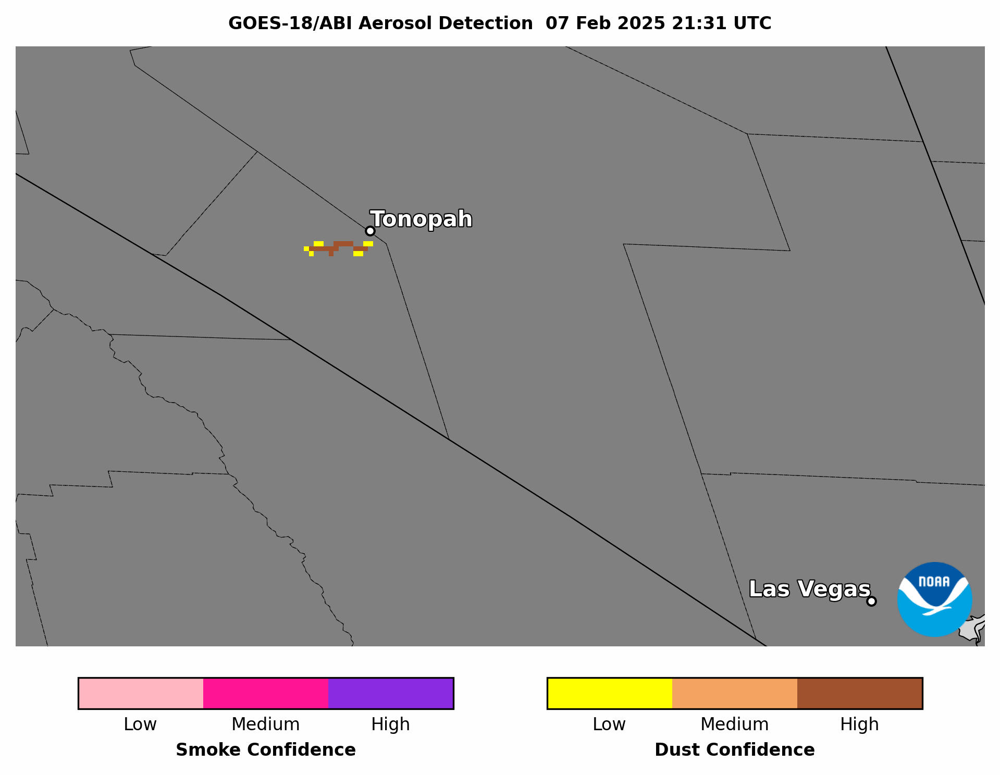 GOES-18/ABI Aerosol Detection  07 Feb 2025 21:31 UTC
Tonopah
Las Vegas
NOAA
Low Medium High
Smoke Confidence
Low Medium High
Dust Confidence